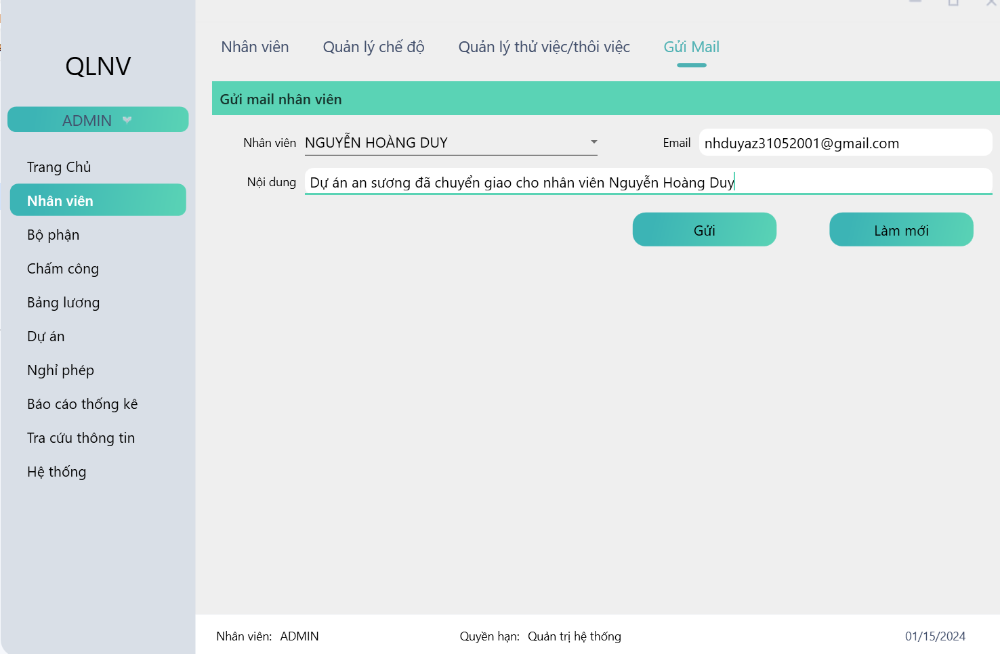 QLNV
ADMIN
Trang Chủ
Nhân viên
Bộ phận
Chấm công
Bảng lương
Dự án
Nghỉ phép
Báo cáo thống kê
Tra cứu thông tin
Hệ thống
Nhân viên Quản lý chế độ Quản lý thử việc/thôi việc Gửi Mail
Gửi mail nhân viên
Nhân viên NGUYỄN HOÀNG DUY Email nhduyaz31052001@gmail.com
Nội dung Dự án an sương đã chuyển giao cho nhân viên Nguyễn Hoàng Duy
Gửi Làm mới
Nhân viên: ADMIN Quyền hạn: Quản trị hệ thống 01/15/2024